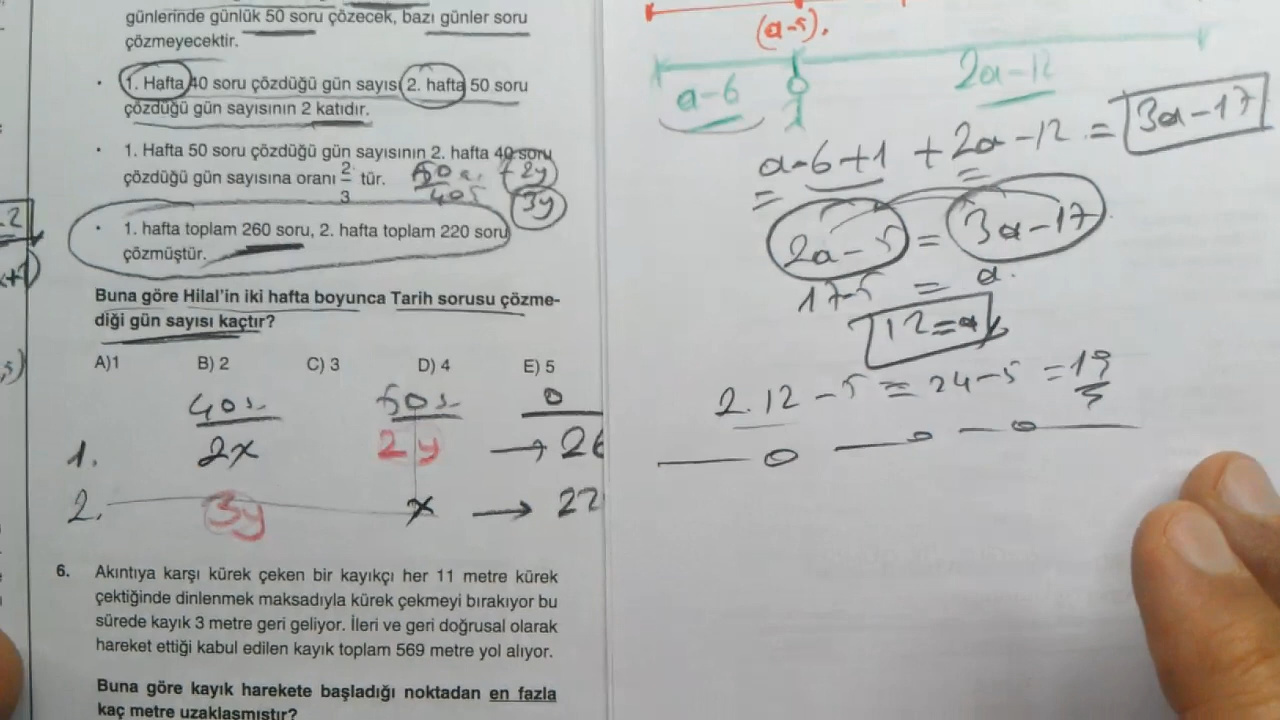 günlerinde günlük 50 soru çözecek, bazı günler soru
çözmeyecektir.
• 1. Hafta 40 soru çözdüğü gün sayısı 2. hafta 50 soru
çözdüğü gün sayısının 2 katıdır.
• 1. Hafta 50 soru çözdüğü gün sayısının 2. hafta 40 soru
çözdüğü gün sayısına oranı 2/3 tür.
2y
3y
• 1. hafta toplam 260 soru, 2. hafta toplam 220 soru
çözmüştür.
Buna göre Hilal'in iki hafta boyunca Tarih sorusu çözme-
diği gün sayısı kaçtır?
A)1 B) 2 C) 3 D) 4 E) 5
40s 50s 0
1. 2x 2y → 26
2. 3y x → 22
6. Akıntıya karşı kürek çeken bir kayıkçı her 11 metre kürek
çektiğinde dinlenmek maksadıyla kürek çekmeyi bırakıyor bu
sürede kayık 3 metre geri geliyor. İleri ve geri doğrusal olarak
hareket ettiği kabul edilen kayık toplam 569 metre yol alıyor.
Buna göre kayık harekete başladığı noktadan en fazla
kaç metre uzaklaşmıştır?
(a-5).
a-6 2a-12
a-6+1 +2a-12 = 3a-17
2a-5 = 3a-17
17-5 = a.
12=a
2.12-5 = 24-5 = 19